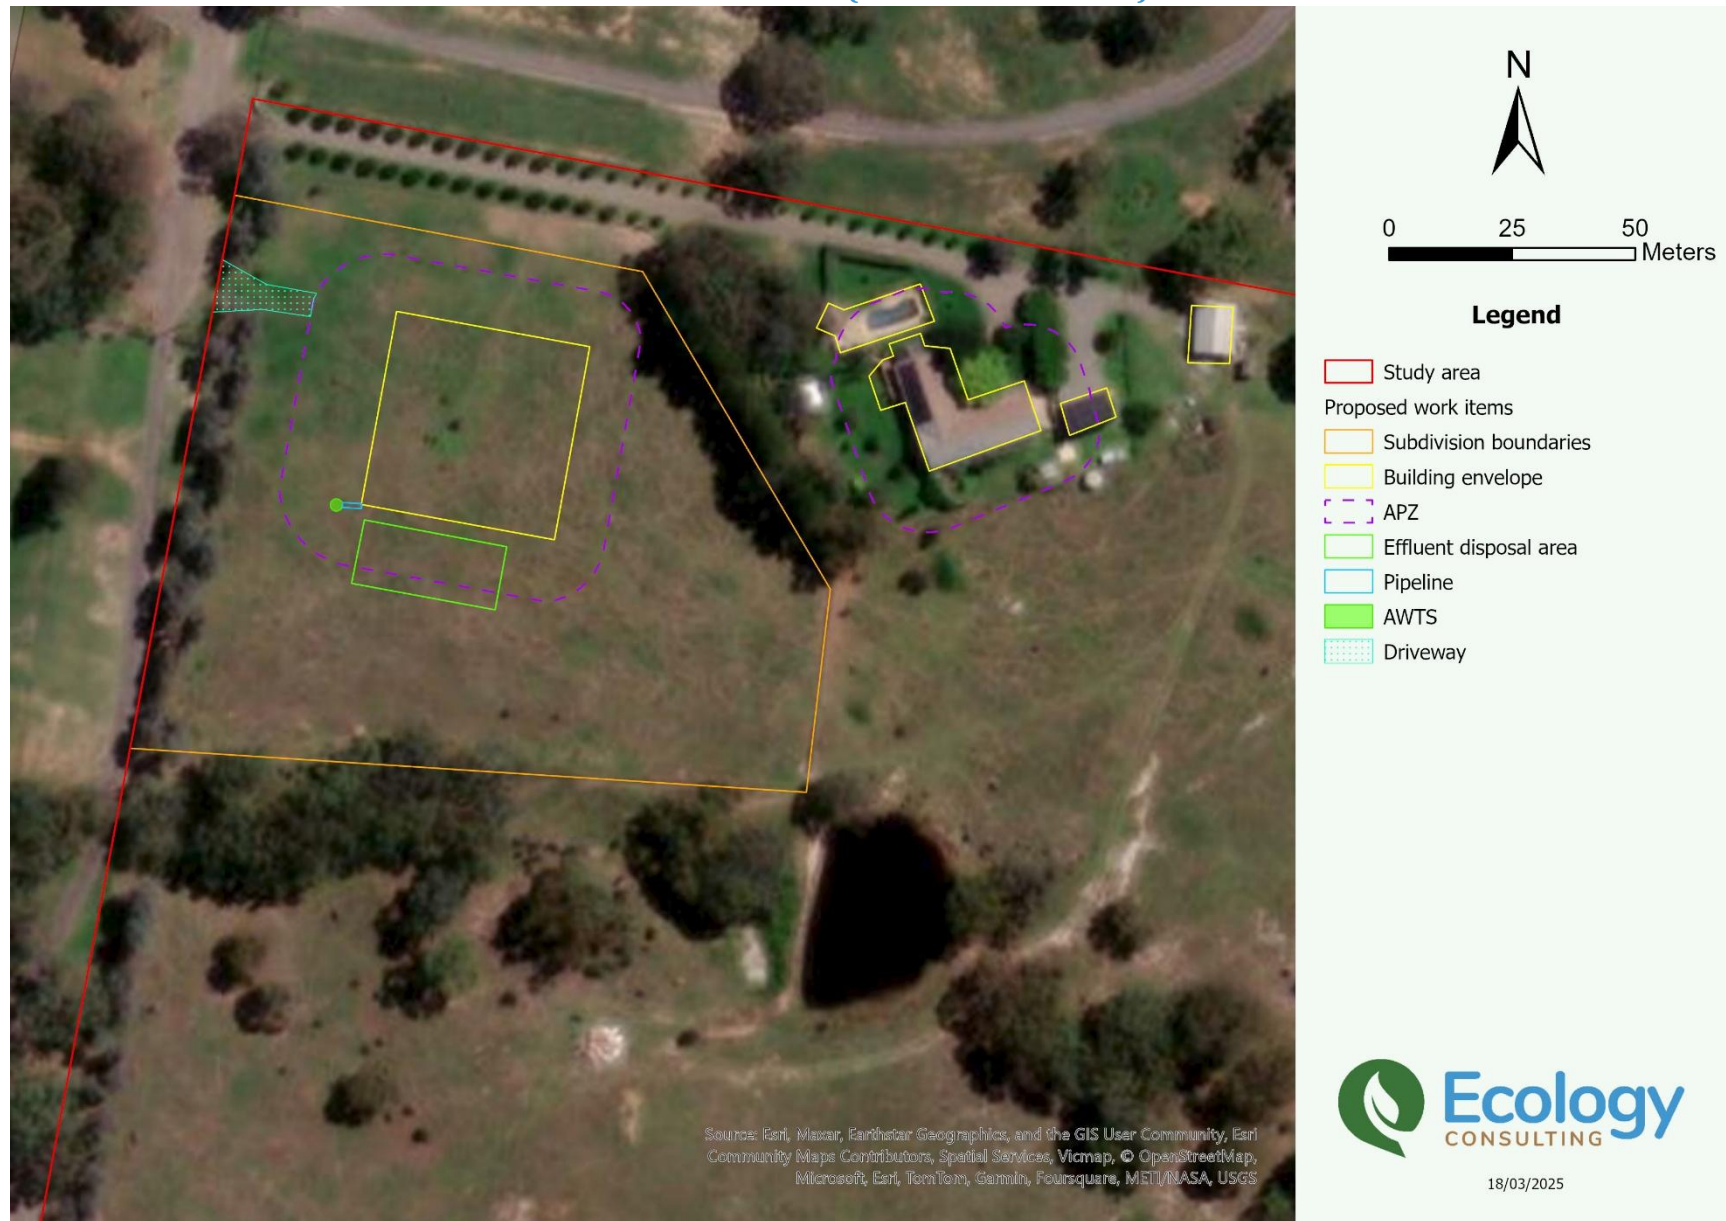 N
0 25 50
Meters
Legend
Study area
Proposed work items
Subdivision boundaries
Building envelope
APZ
Effluent disposal area
Pipeline
AWTS
Driveway
Source: Esri, Maxar, Earthstar Geographics, and the GIS User Community, Esri
Community Maps Contributors, Spatial Services, Vicmap, © OpenStreetMap,
Microsoft, Esri, TomTom, Garmin, Foursquare, METI/NASA, USGS
Ecology
CONSULTING
18/03/2025